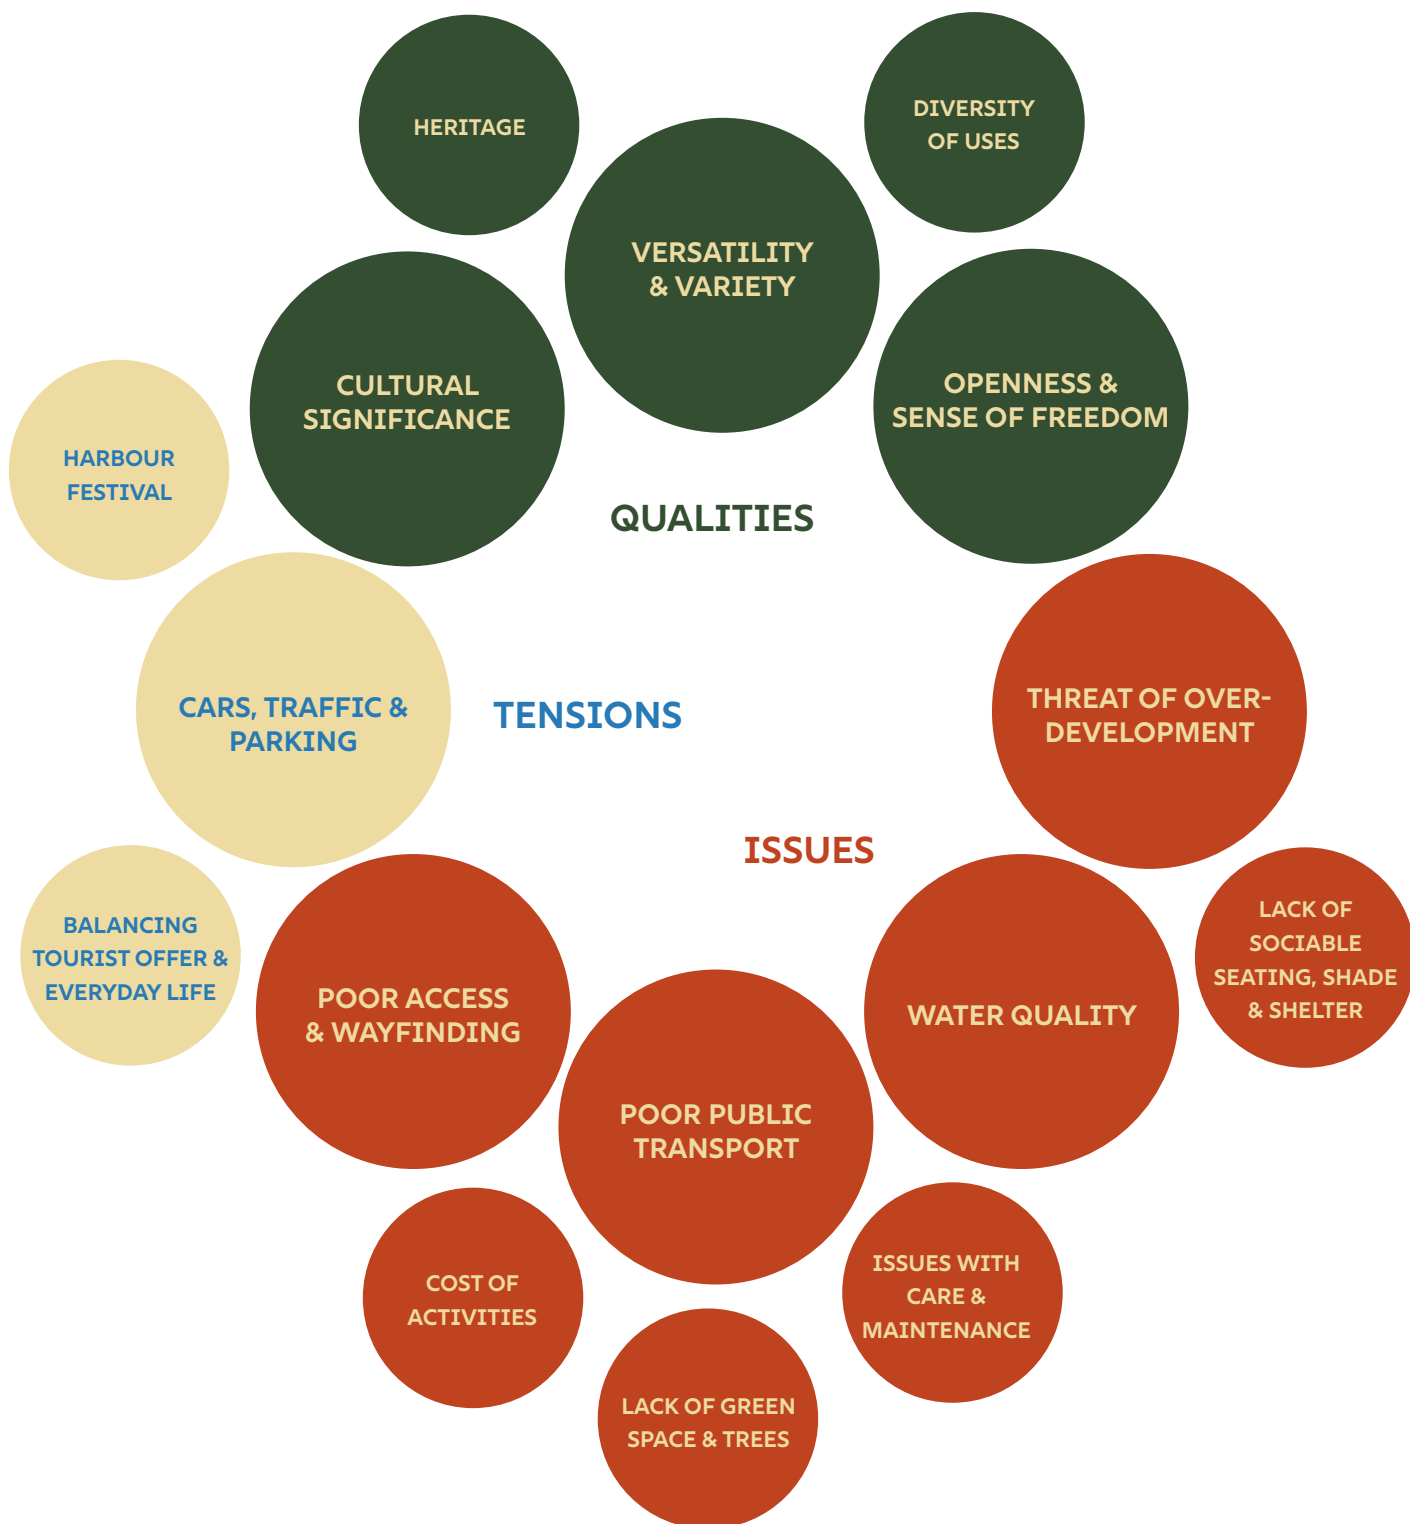 HERITAGE
DIVERSITY
OF USES
VERSATILITY
& VARIETY
CULTURAL
SIGNIFICANCE
OPENNESS &
SENSE OF FREEDOM
HARBOUR
FESTIVAL
QUALITIES
CARS, TRAFFIC &
PARKING
TENSIONS
THREAT OF OVER-
DEVELOPMENT
ISSUES
BALANCING
TOURIST OFFER &
EVERYDAY LIFE
LACK OF
SOCIABLE
SEATING, SHADE
& SHELTER
POOR ACCESS
& WAYFINDING
WATER QUALITY
POOR PUBLIC
TRANSPORT
COST OF
ACTIVITIES
ISSUES WITH
CARE &
MAINTENANCE
LACK OF GREEN
SPACE & TREES